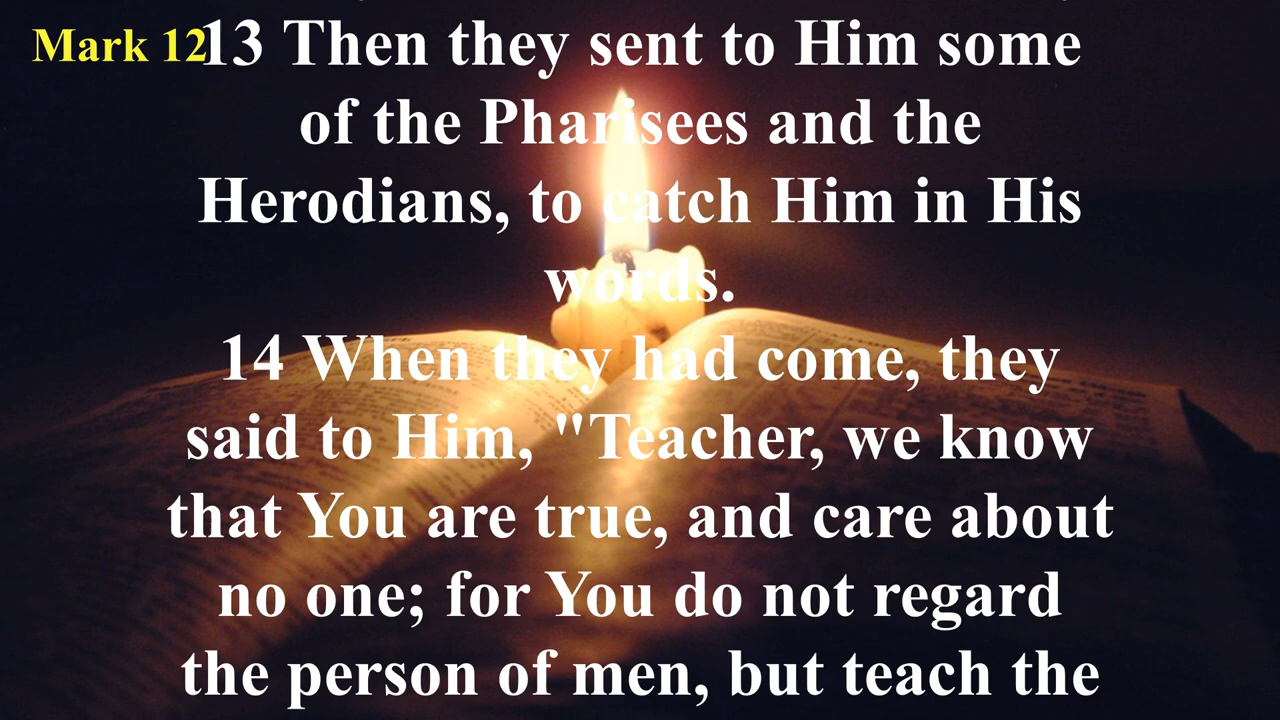 Mark 12
13 Then they sent to Him some
of the Pharisees and the
Herodians, to catch Him in His
words.
14 When they had come, they
said to Him, "Teacher, we know
that You are true, and care about
no one; for You do not regard
the person of men, but teach the